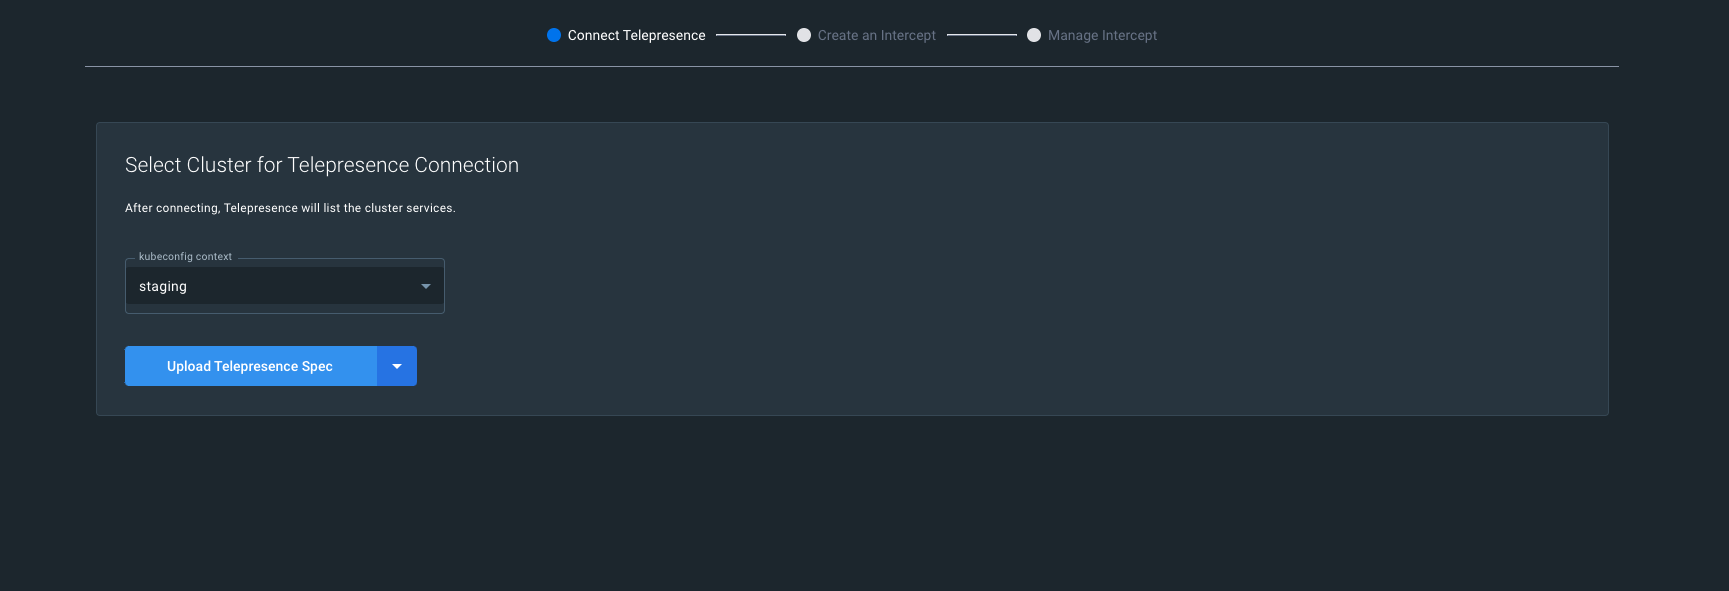 Connect Telepresence Create an Intercept Manage Intercept
Select Cluster for Telepresence Connection
After connecting, Telepresence will list the cluster services.
kubeconfig context
staging
Upload Telepresence Spec